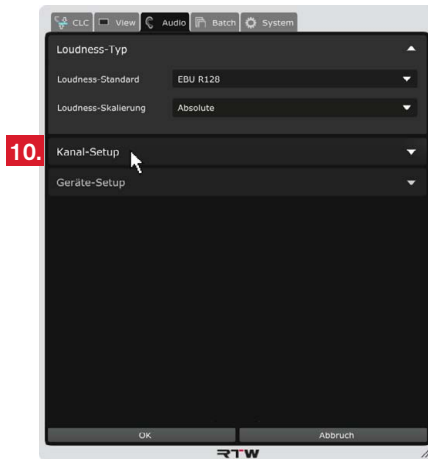 CLC View Audio Batch System
Loudness-Typ
Loudness-Standard EBU R128
Loudness-Skalierung Absolute
10. Kanal-Setup
Geräte-Setup
OK Abbruch
RTW